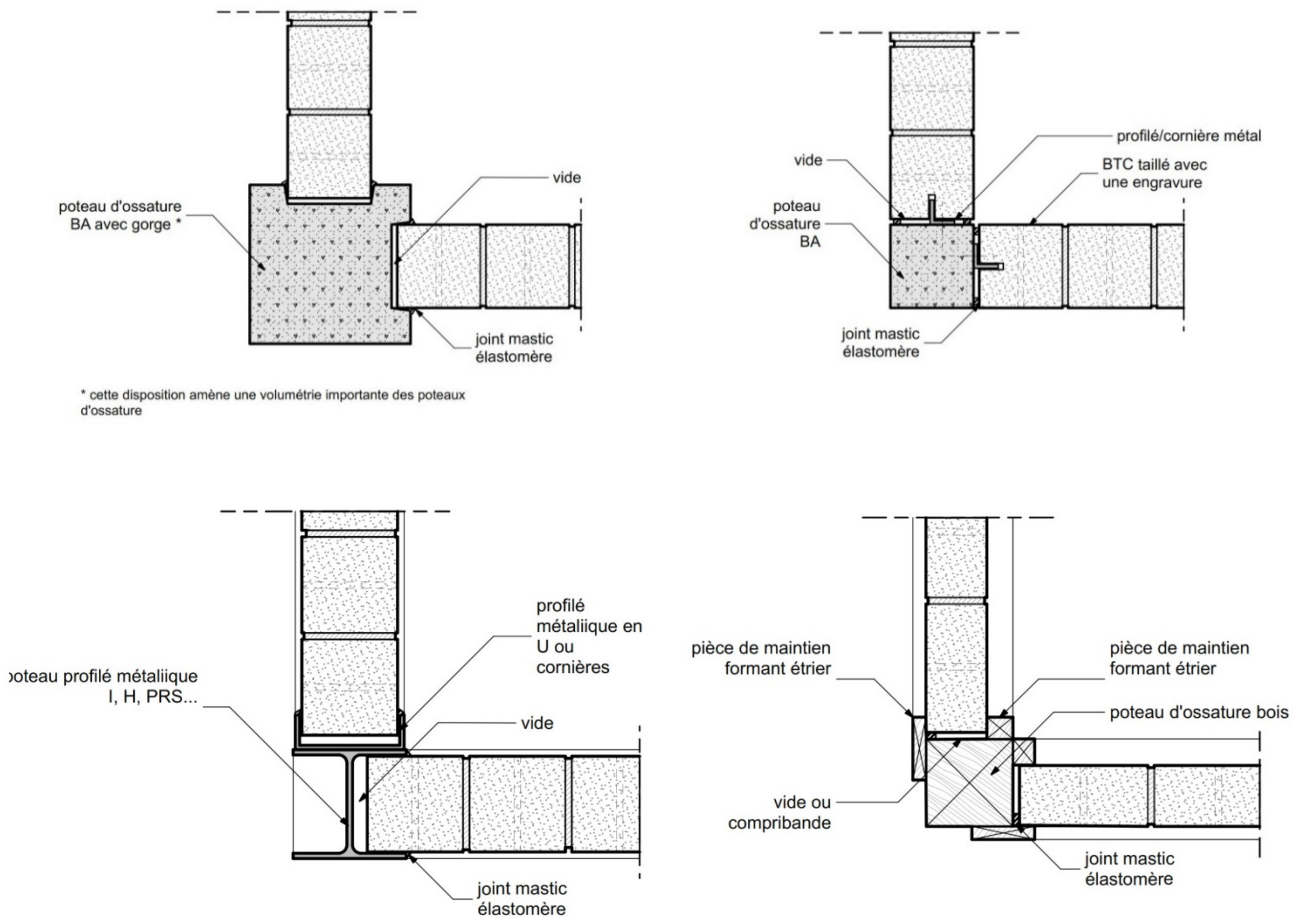 poteau d'ossature
BA avec gorge *
vide
joint mastic
élastomère
* cette disposition amène une volumétrie importante des poteaux
d'ossature
vide
poteau
d'ossature
BA
profilé/cornière métal
BTC taillé avec
une engravure
joint mastic
élastomère
poteau profilé métaliique
I, H, PRS...
profilé
métaliique en
U ou
cornières
vide
joint mastic
élastomère
pièce de maintien
formant étrier
pièce de maintien
formant étrier
poteau d'ossature bois
vide ou
compribande
joint mastic
élastomère